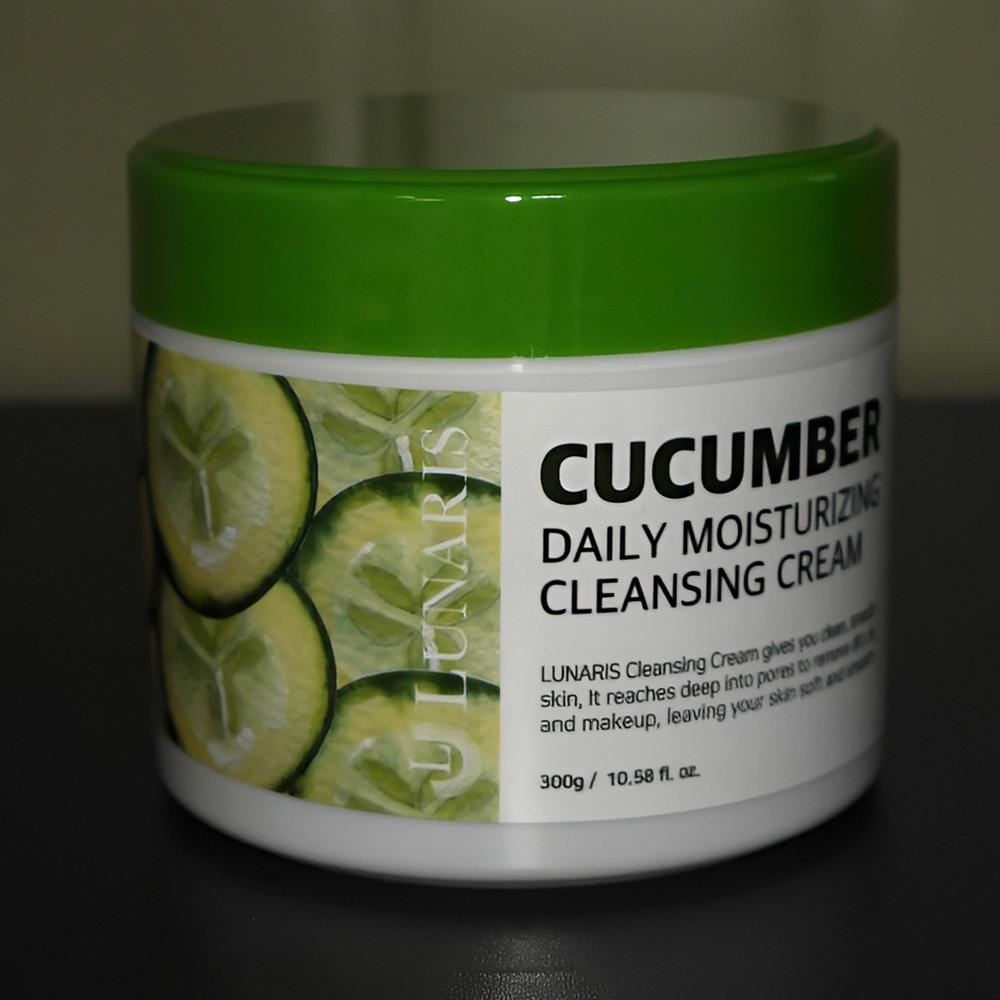 LUNARIS
CUCUMBER
DAILY MOISTURIZING
CLEANSING CREAM
LUNARIS Cleansing Cream gives you clean,
skin, It reaches deep into pores to remove
and makeup, leaving your skin soft and
300g / 10.58 fl. oz.